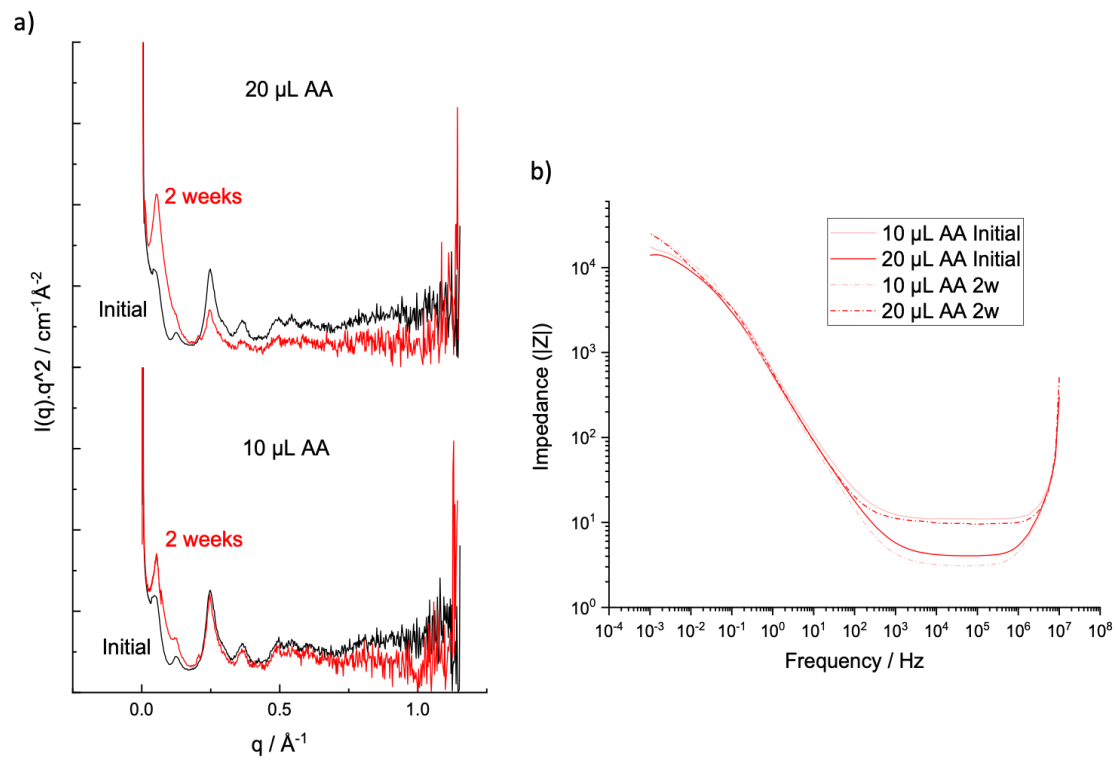 a)
20 µL AA
2 weeks
Initial
10 µL AA
2 weeks
Initial
I(q).q^2 / cm⁻¹Å⁻²
0.0 0.5 1.0
q / Å⁻¹
b)
10 µL AA Initial
20 µL AA Initial
10 µL AA 2w
20 µL AA 2w
Impedance (|Z|)
10⁴
10³
10²
10¹
10⁰
10⁻⁴ 10⁻³ 10⁻² 10⁻¹ 10⁰ 10¹ 10² 10³ 10⁴ 10⁵ 10⁶ 10⁷ 10⁸
Frequency / Hz